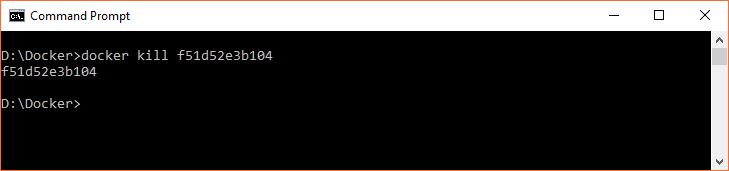 Command Prompt
D:\Docker>docker kill f51d52e3b104
f51d52e3b104
D:\Docker>